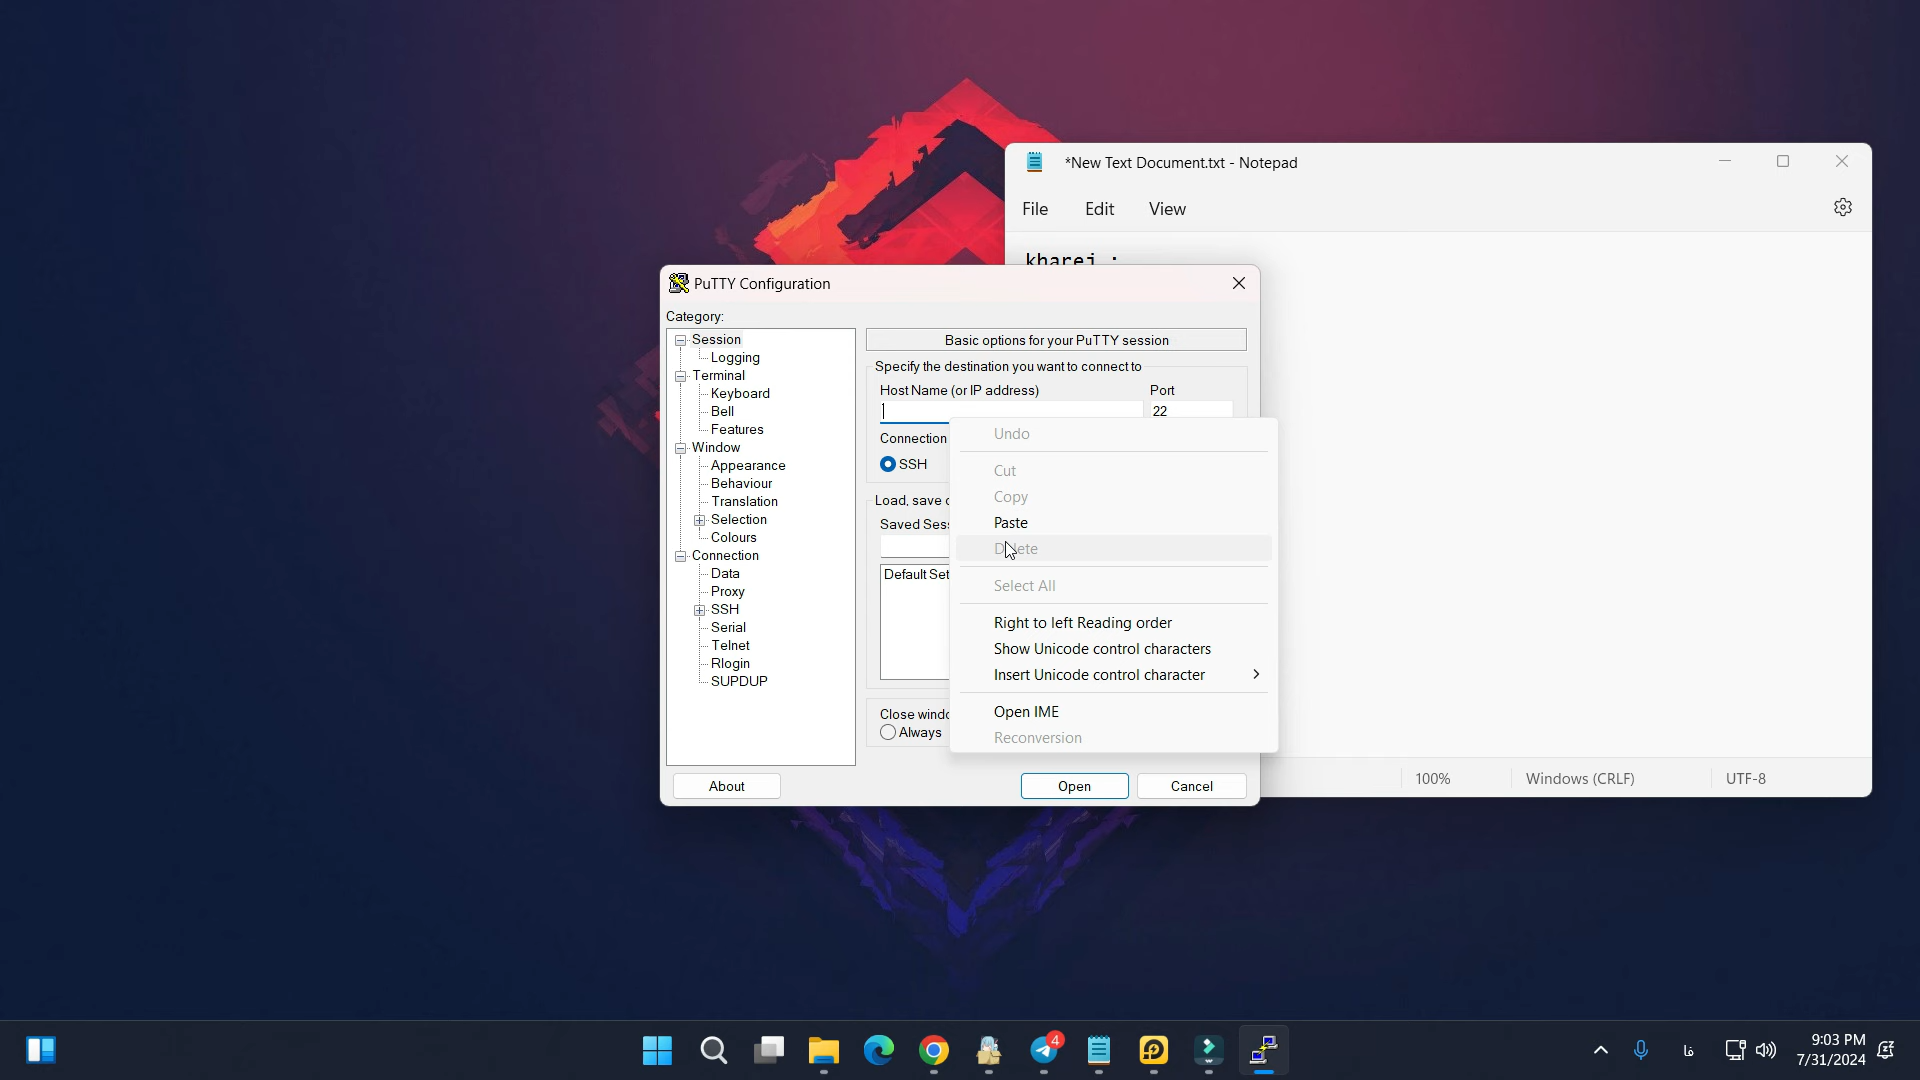 *New Text Document.txt - Notepad
File Edit View
kharej :
PuTTY Configuration
Category:
Session
Logging
Terminal
Keyboard
Bell
Features
Window
Appearance
Behaviour
Translation
Selection
Colours
Connection
Data
Proxy
SSH
Serial
Telnet
Rlogin
SUPDUP
Basic options for your PuTTY session
Specify the destination you want to connect to
Host Name (or IP address) Port
22
Connection
SSH
Load, save
Saved
Default
Close
Always
Undo
Cut
Copy
Paste
Delete
Select All
Right to left Reading order
Show Unicode control characters
Insert Unicode control character
Open IME
Reconversion
About Open Cancel
100% Windows (CRLF) UTF-8
4
فا
9:03 PM
7/31/2024